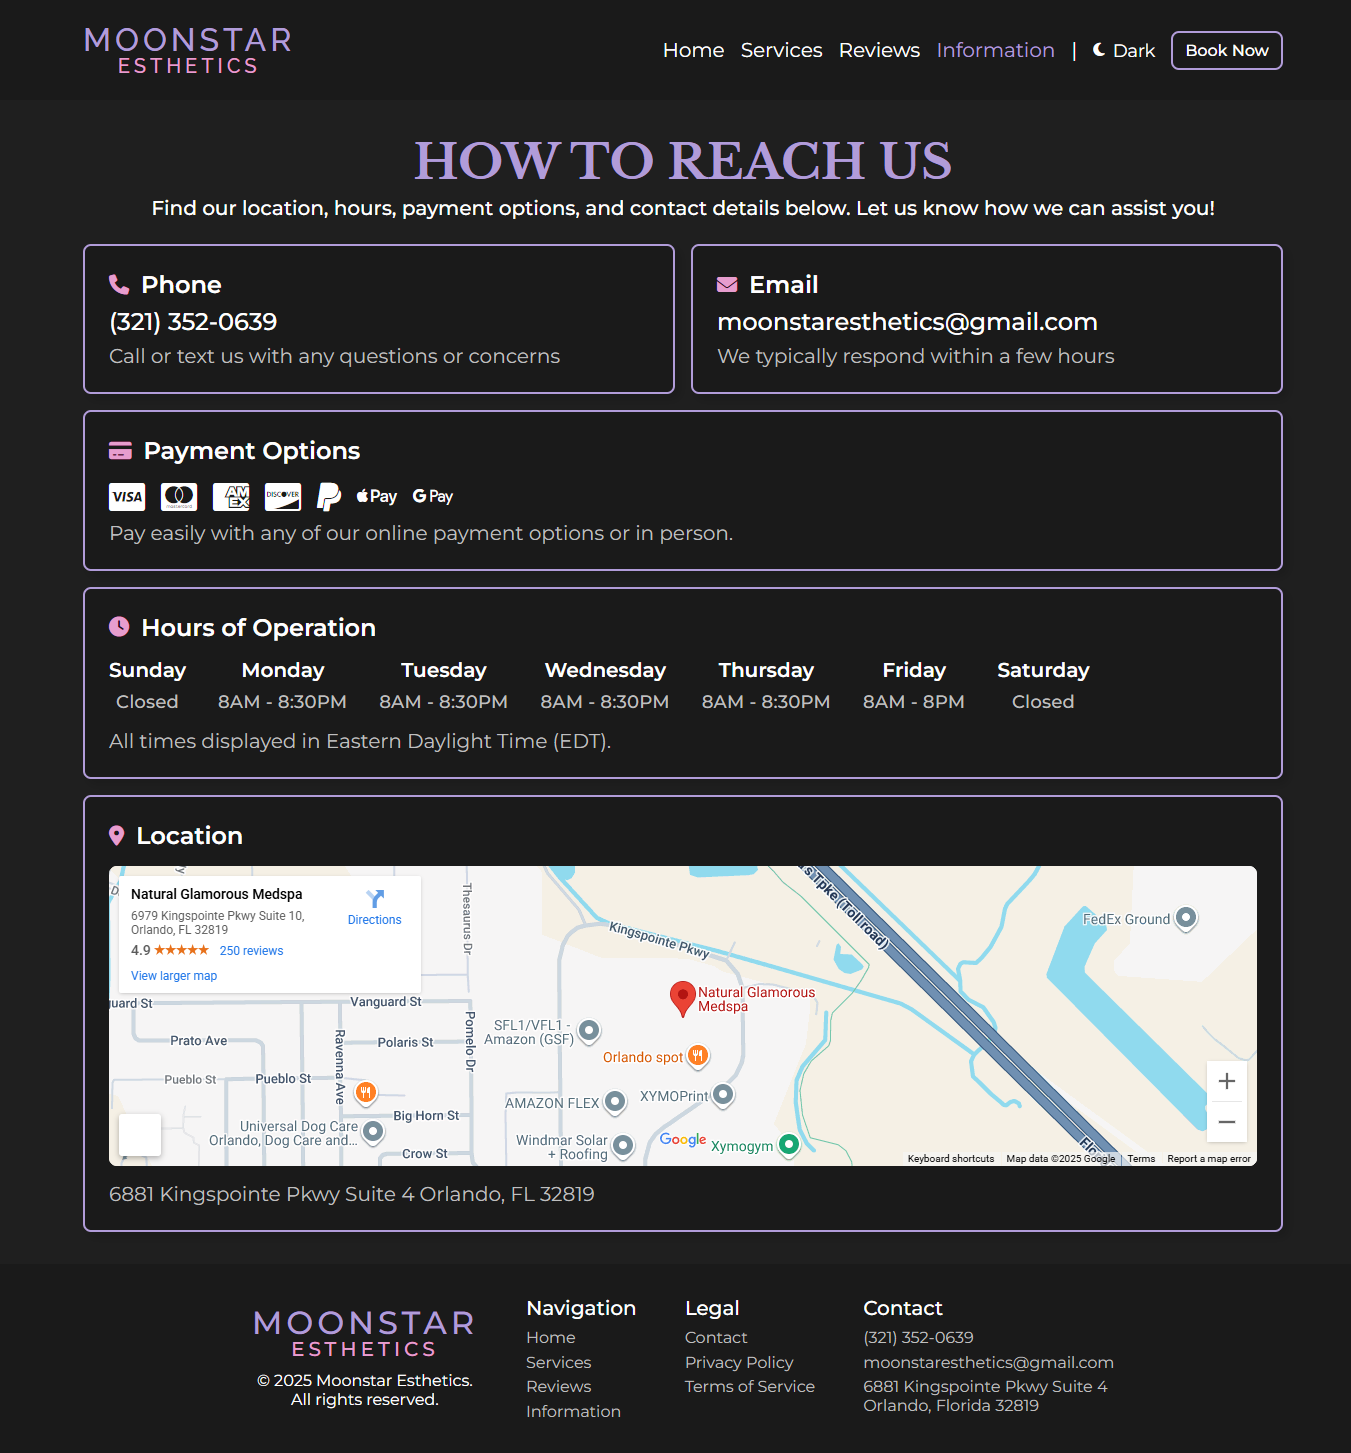 MOONSTAR
ESTHETICS
Home Services Reviews Information | Dark Book Now
HOW TO REACH US
Find our location, hours, payment options, and contact details below. Let us know how we can assist you!
Phone
(321) 352-0639
Call or text us with any questions or concerns
Email
moonstaresthetics@gmail.com
We typically respond within a few hours
Payment Options
VISA mastercard AMEX DISCOVER P Pay G Pay
Pay easily with any of our online payment options or in person.
Hours of Operation
Sunday Monday Tuesday Wednesday Thursday Friday Saturday
Closed 8AM - 8:30PM 8AM - 8:30PM 8AM - 8:30PM 8AM - 8:30PM 8AM - 8PM Closed
All times displayed in Eastern Daylight Time (EDT).
Location
Natural Glamorous Medspa
6979 Kingspointe Pkwy Suite 10,
Orlando, FL 32819
4.9 ★★★★★ 250 reviews
View larger map
Directions
Thesaurus Dr
Kingspointe Pkwy
's Tpke (Toll road)
FedEx Ground
uard St
Vanguard St
Natural Glamorous
Medspa
SFL1/VFL1 -
Amazon (GSF)
Prato Ave
Polaris St
Ravenna Ave
Pomelo Dr
Orlando spot
Pueblo St
Pueblo St
AMAZON FLEX
XYMOPrint
Big Horn St
Universal Dog Care
Orlando, Dog Care and...
Crow St
Windmar Solar
+ Roofing
Google
Xymogym
Flo
Keyboard shortcuts Map data ©2025 Google Terms Report a map error
6881 Kingspointe Pkwy Suite 4 Orlando, FL 32819
MOONSTAR
ESTHETICS
© 2025 Moonstar Esthetics.
All rights reserved.
Navigation
Home
Services
Reviews
Information
Legal
Contact
Privacy Policy
Terms of Service
Contact
(321) 352-0639
moonstaresthetics@gmail.com
6881 Kingspointe Pkwy Suite 4
Orlando, Florida 32819